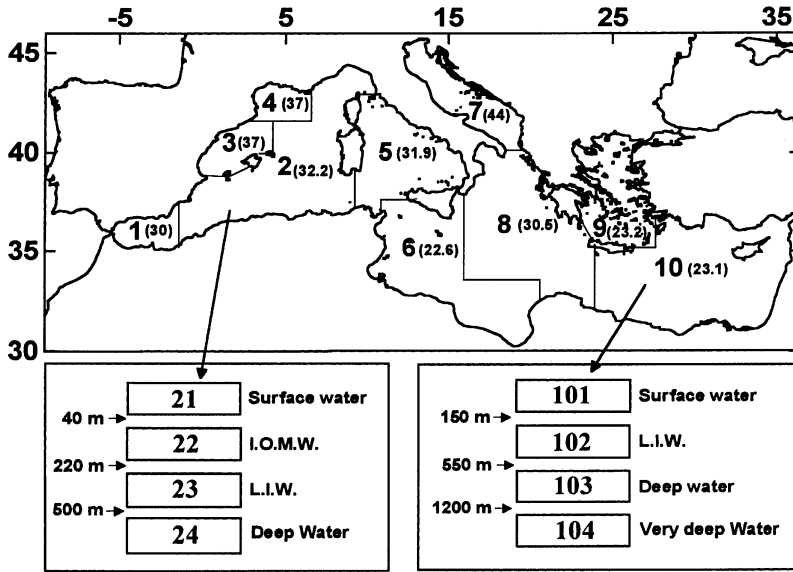 -5 5 15 25 35
45
40
35
30
4 (37)
7 (44)
3 (37)
2 (32.2)
5 (31.9)
1 (30)
8 (30.5)
9 (23.2)
6 (22.6)
10 (23.1)
21 Surface water
40 m
22 I.O.M.W.
220 m
23 L.I.W.
500 m
24 Deep Water
101 Surface water
150 m
102 L.I.W.
550 m
103 Deep water
1200 m
104 Very deep Water